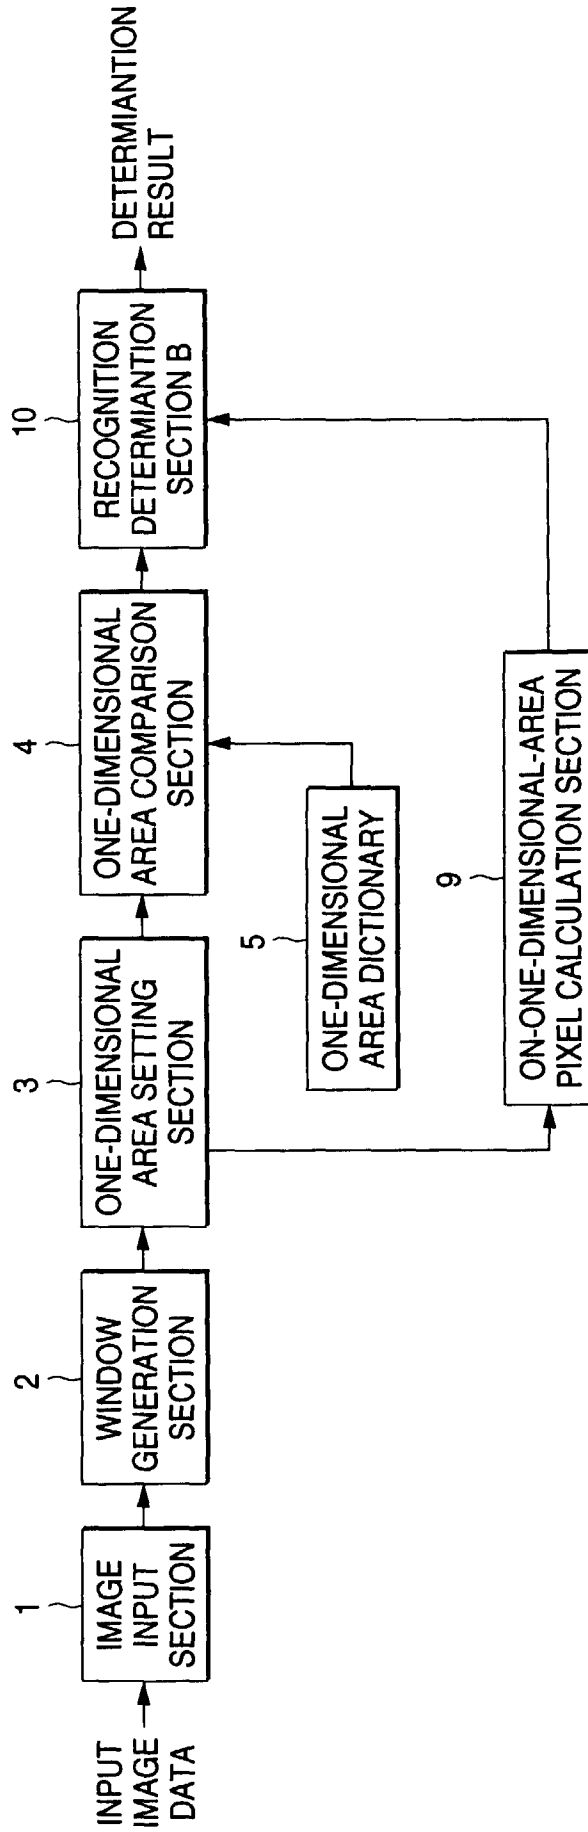 INPUT
IMAGE
DATA
1
IMAGE
INPUT
SECTION
2
WINDOW
GENERATION
SECTION
3
ONE-DIMENSIONAL
AREA SETTING
SECTION
4
ONE-DIMENSIONAL
AREA COMPARISON
SECTION
10
RECOGNITION
DETERMIANTION
SECTION B
DETERMIANTION
RESULT
5
ONE-DIMENSIONAL
AREA DICTIONARY
9
ON-ONE-DIMENSIONAL-AREA
PIXEL CALCULATION SECTION